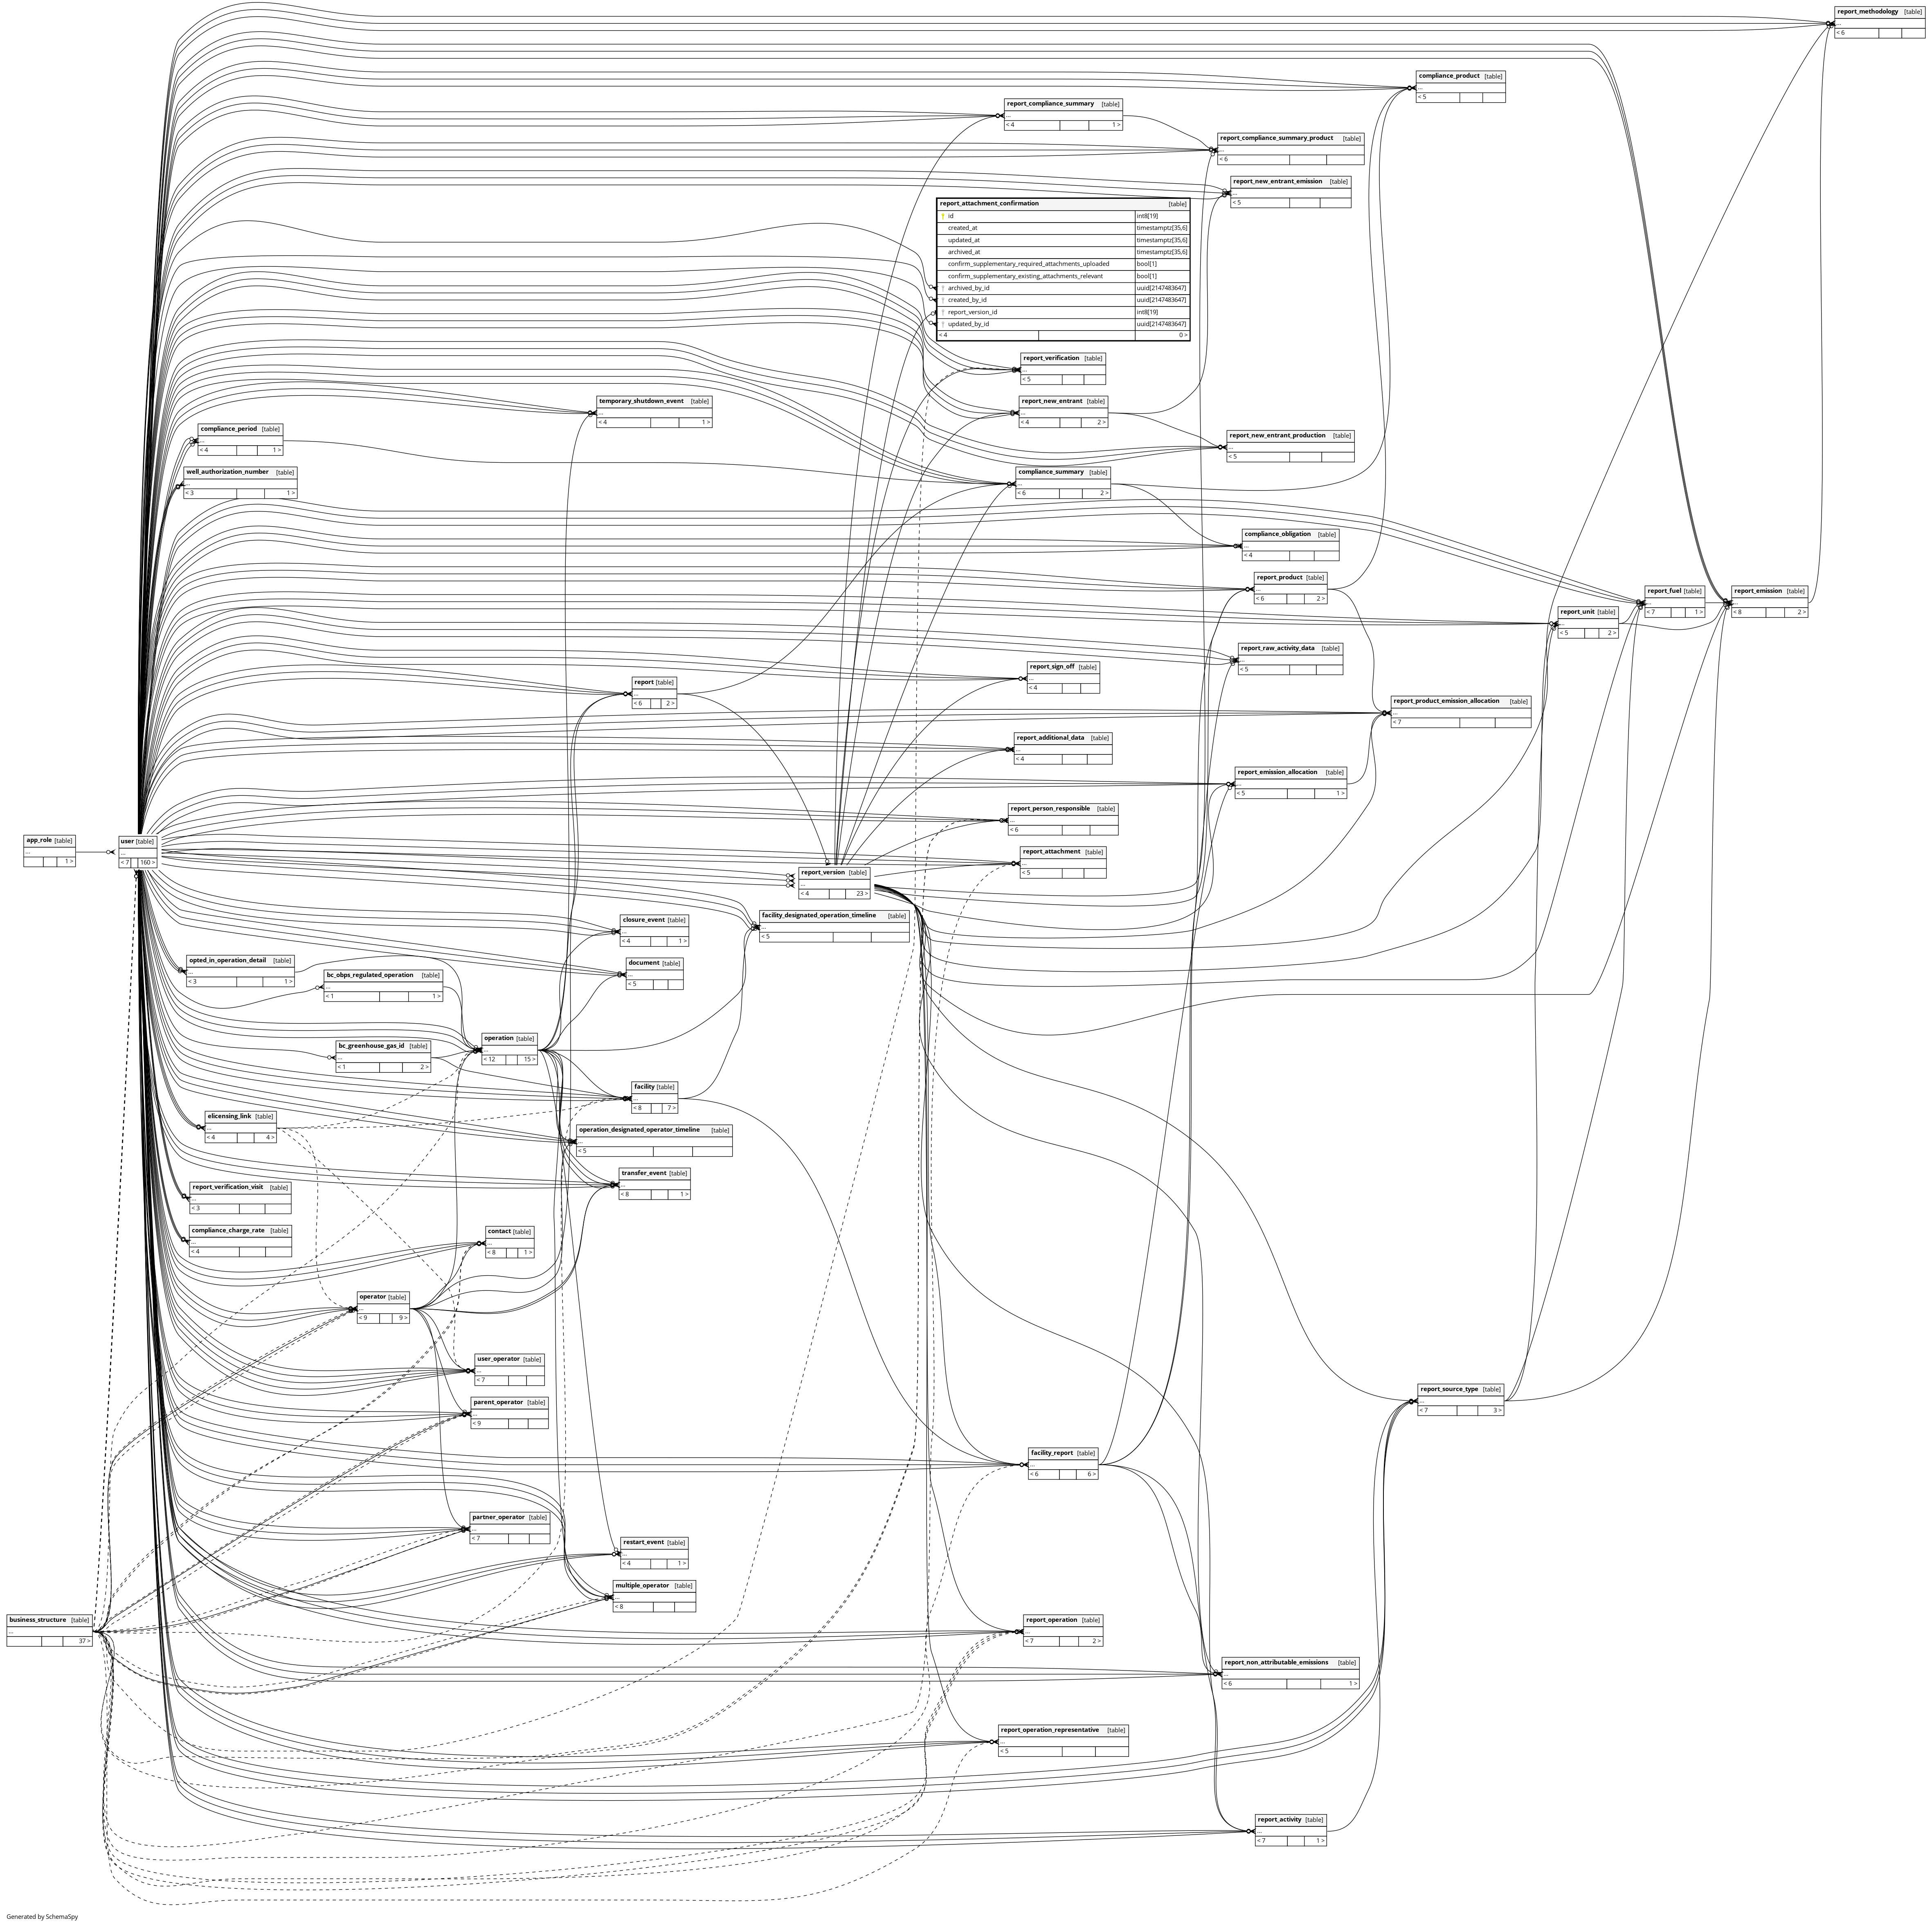 report_methodology [table]
...
< 6
compliance_product [table]
...
< 5
report_compliance_summary [table]
...
< 4 1 >
report_compliance_summary_product [table]
...
< 6
report_new_entrant_emission [table]
...
< 5
report_attachment_confirmation [table]
id int8[19]
created_at timestamptz[35,6]
updated_at timestamptz[35,6]
archived_at timestamptz[35,6]
confirm_supplementary_required_attachments_uploaded bool[1]
confirm_supplementary_existing_attachments_relevant bool[1]
archived_by_id uuid[2147483647]
created_by_id uuid[2147483647]
report_version_id int8[19]
updated_by_id uuid[2147483647]
< 4 0 >
report_verification [table]
...
< 5
temporary_shutdown_event [table]
...
< 4 1 >
report_new_entrant [table]
...
< 4 2 >
compliance_period [table]
...
< 4 1 >
report_new_entrant_production [table]
...
< 5
well_authorization_number [table]
...
< 3 1 >
compliance_summary [table]
...
< 6 2 >
compliance_obligation [table]
...
< 4
report_product [table]
...
< 6 2 >
report_fuel [table]
...
< 7 1 >
report_emission [table]
...
< 8 2 >
report_unit [table]
...
< 5 2 >
report_raw_activity_data [table]
...
< 5
report_sign_off [table]
...
< 4
report [table]
...
< 6 2 >
report_product_emission_allocation [table]
...
< 7
report_additional_data [table]
...
< 4
report_emission_allocation [table]
...
< 5 1 >
report_person_responsible [table]
...
< 6
app_role [table]
...
1 >
user [table]
...
< 7 160 >
report_attachment [table]
...
< 5
report_version [table]
...
< 4 23 >
facility_designated_operation_timeline [table]
...
< 5
closure_event [table]
...
< 4 1 >
opted_in_operation_detail [table]
...
< 3 1 >
document [table]
...
< 5
bc_obps_regulated_operation [table]
...
< 1 1 >
operation [table]
...
< 12 15 >
bc_greenhouse_gas_id [table]
...
< 1 2 >
facility [table]
...
< 8 7 >
elicensing_link [table]
...
< 4 4 >
operation_designated_operator_timeline [table]
...
< 5
transfer_event [table]
...
< 8 1 >
report_verification_visit [table]
...
< 3
compliance_charge_rate [table]
...
< 4
contact [table]
...
< 8 1 >
operator [table]
...
< 9 9 >
user_operator [table]
...
< 7
report_source_type [table]
...
< 7 3 >
parent_operator [table]
...
< 9
facility_report [table]
...
< 6 6 >
partner_operator [table]
...
< 7
restart_event [table]
...
< 4 1 >
multiple_operator [table]
...
< 8
business_structure [table]
...
37 >
report_operation [table]
...
< 7 2 >
report_non_attributable_emissions [table]
...
< 6 1 >
report_operation_representative [table]
...
< 5
report_activity [table]
...
< 7 1 >
Generated by SchemaSpy